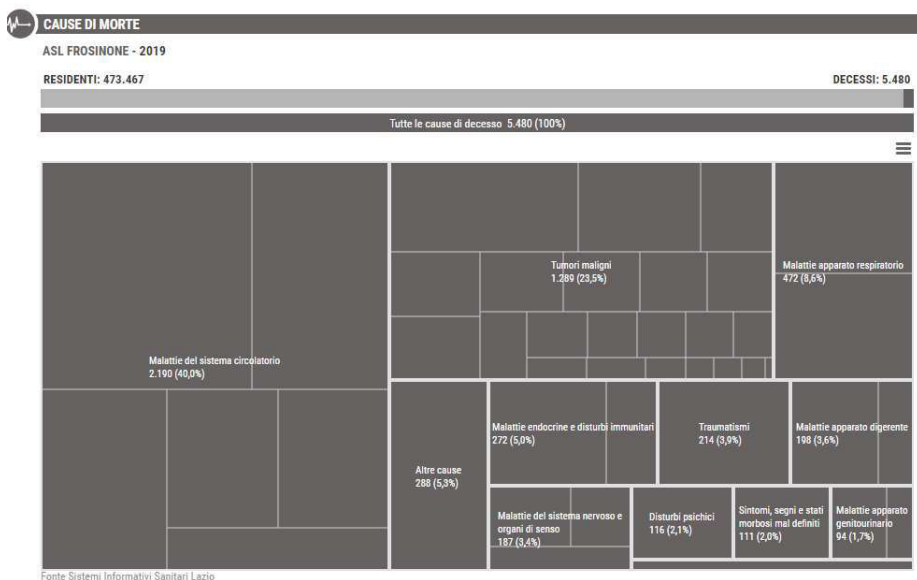 CAUSE DI MORTE
ASL FROSINONE - 2019
RESIDENTI: 473.467
DECESSI: 5.480
Tutte le cause di decesso 5.480 (100%)
Tumori maligni
1.289 (23,5%)
Malattie apparato respiratorio
472 (8,6%)
Malattie del sistema circolatorio
2.190 (40,0%)
Malattie endocrine e disturbi immunitari
272 (5,0%)
Traumatismi
214 (3,9%)
Malattie apparato digerente
198 (3,6%)
Altre cause
288 (5,3%)
Malattie del sistema nervoso e
organi di senso
187 (3,4%)
Disturbi psichici
116 (2,1%)
Sintomi, segni e stati
morbosi mal definiti
111 (2,0%)
Malattie apparato
genitourinario
94 (1,7%)
Fonte Sistemi Informativi Sanitari Lazio